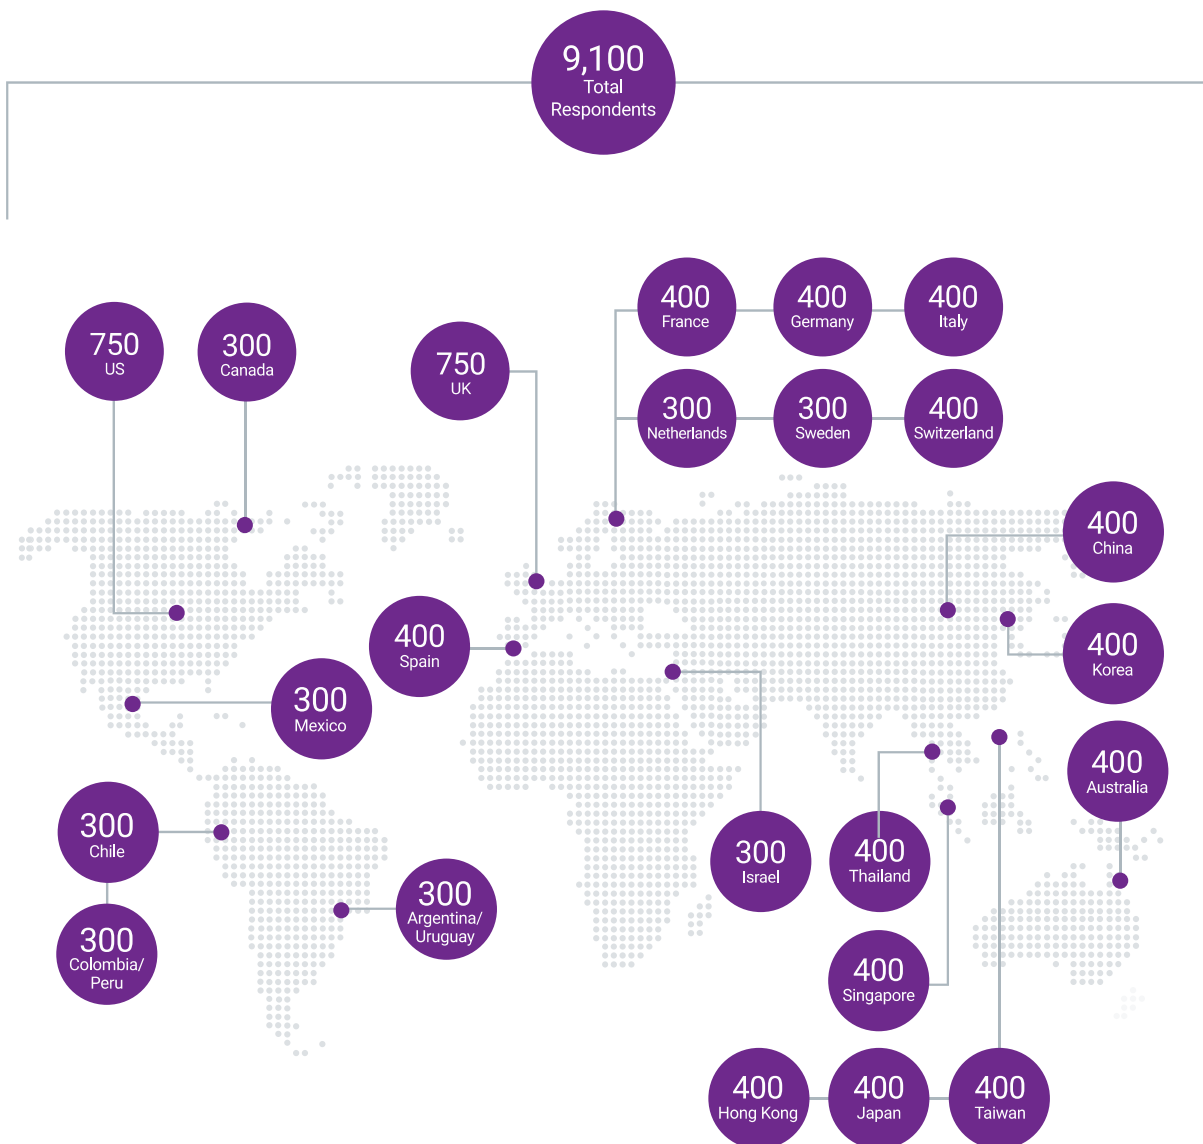 9,100
Total
Respondents
400
France
400
Germany
400
Italy
750
US
300
Canada
750
UK
300
Netherlands
300
Sweden
400
Switzerland
400
China
400
Spain
400
Korea
300
Mexico
400
Australia
300
Chile
300
Israel
400
Thailand
300
Argentina/
Uruguay
300
Colombia/
Peru
400
Singapore
400
Hong Kong
400
Japan
400
Taiwan